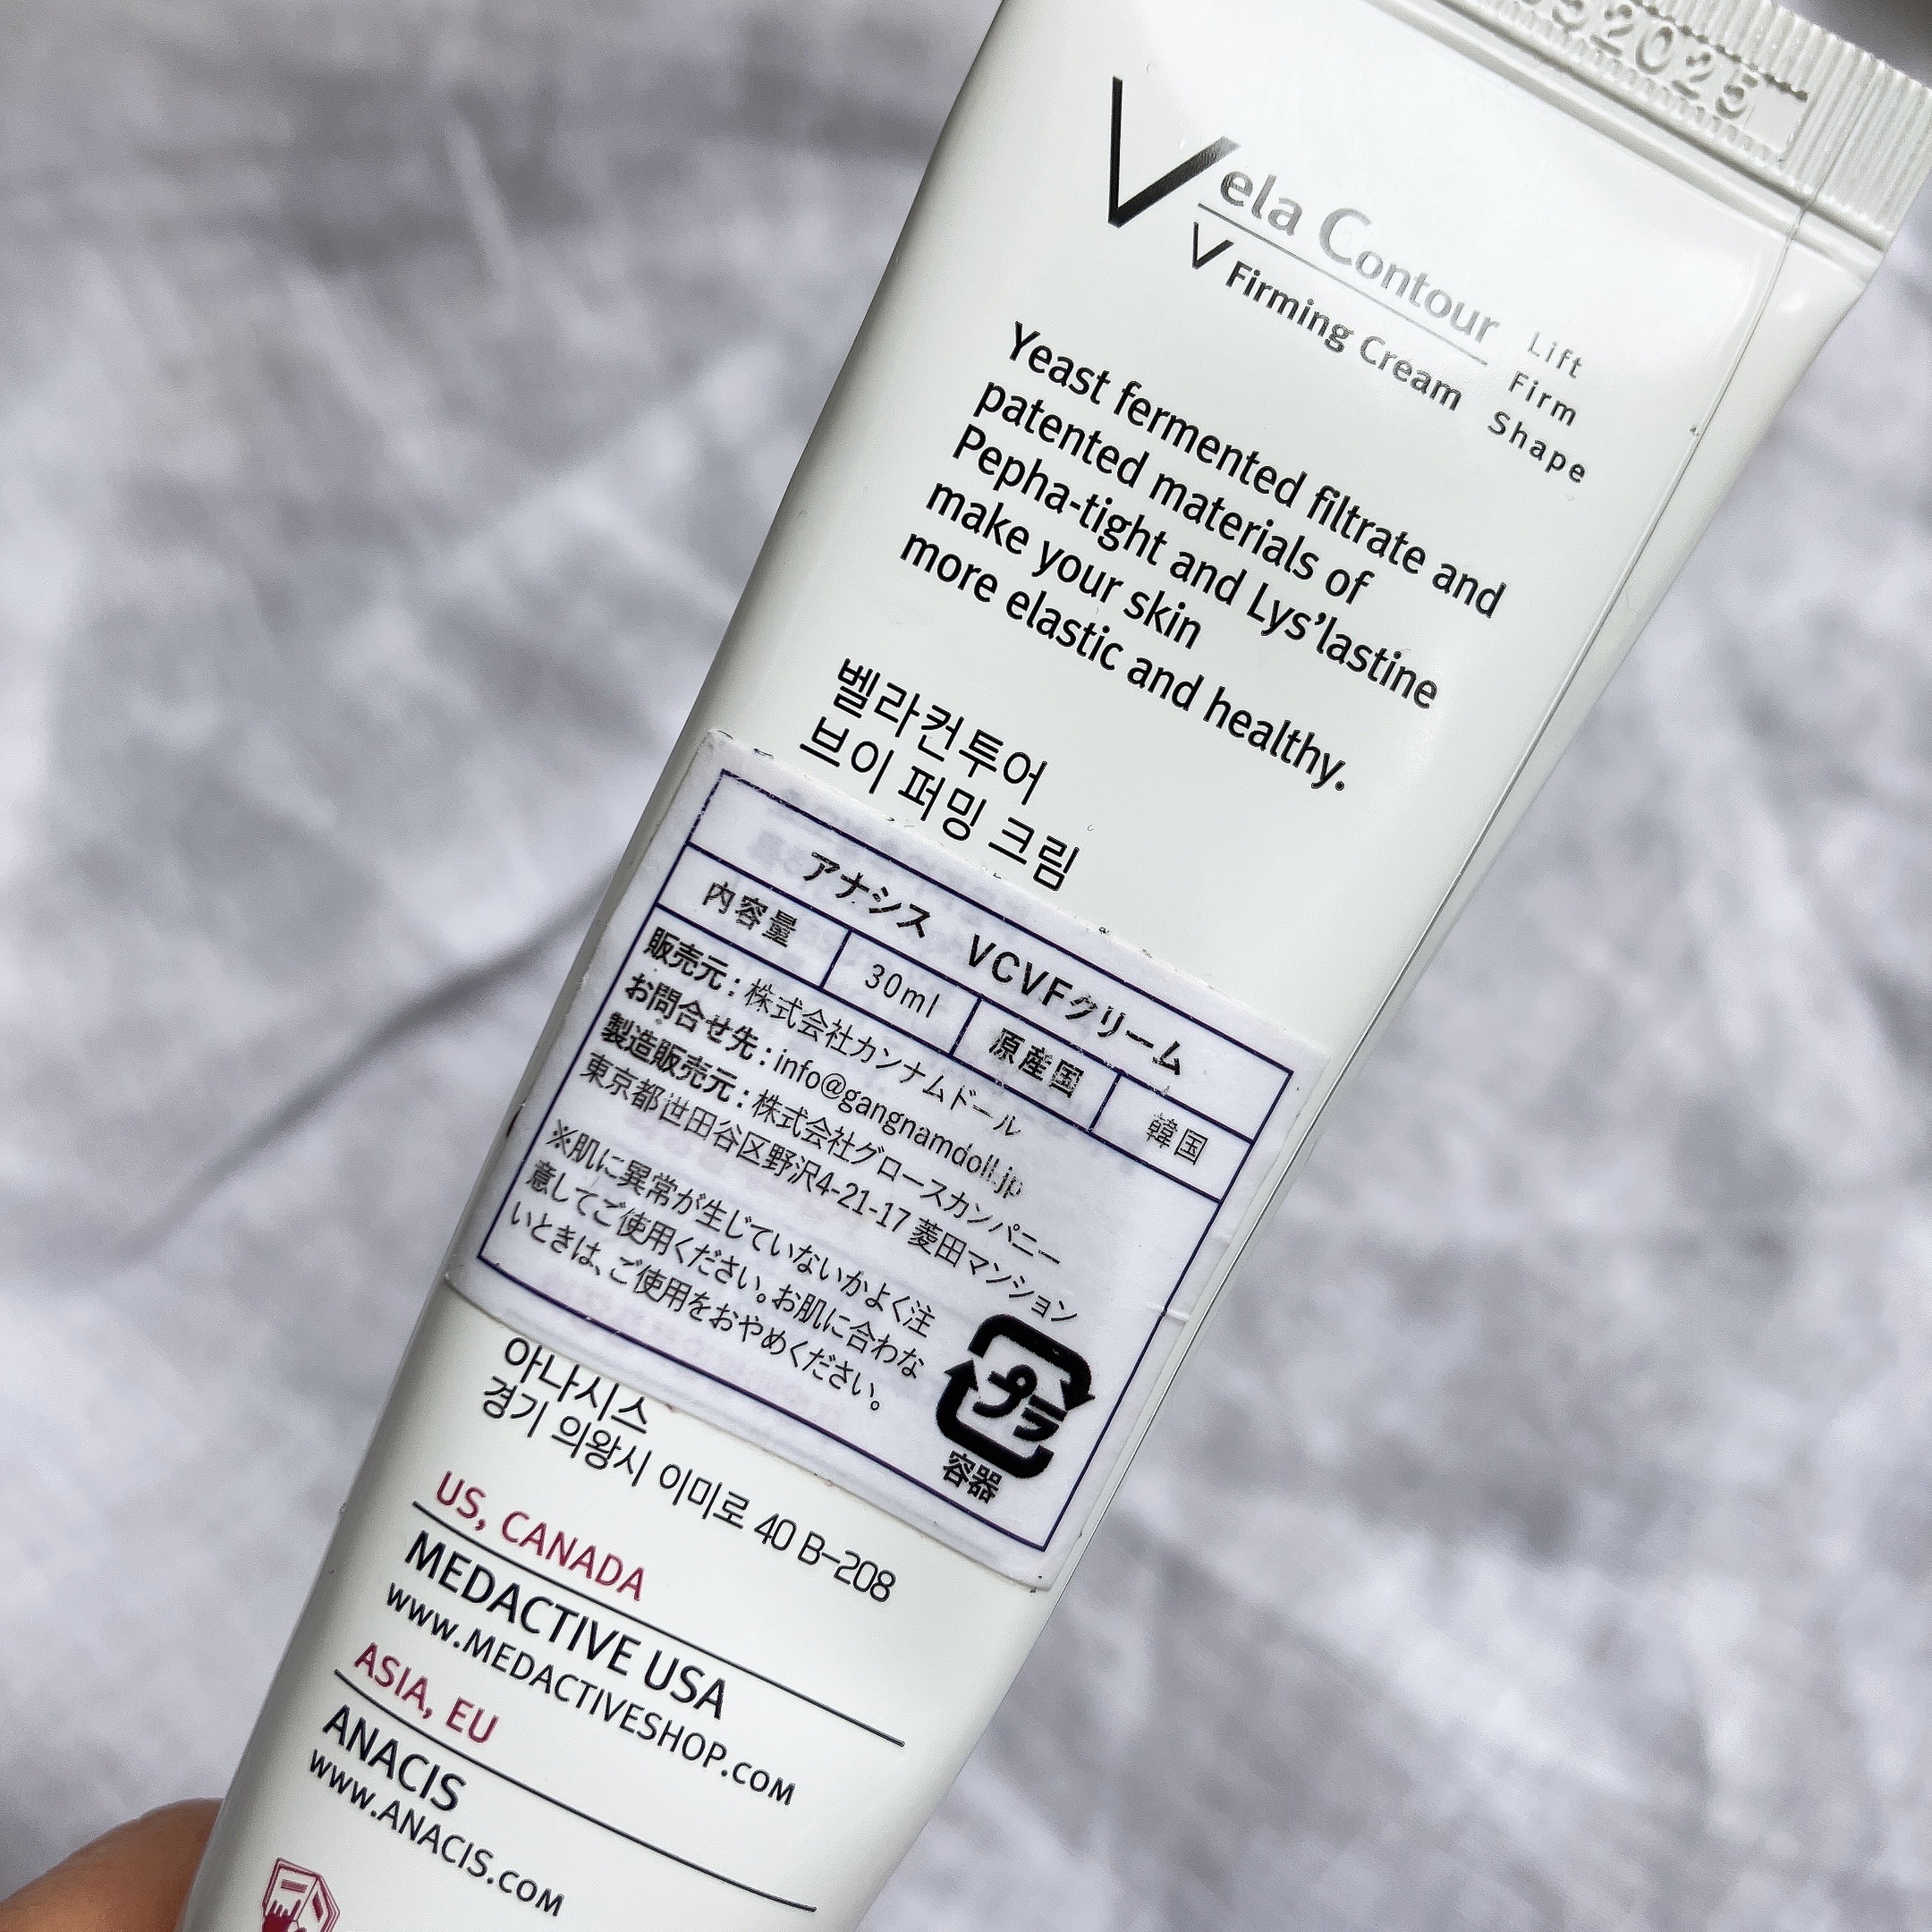 52025
Vela Contour
V Firming Cream
Lift
Firm
Shape
Yeast fermented filtrate and
patented materials of
Pepha-tight and Lys'lastine
make your skin
more elastic and healthy.
벨라컨투어
브이 퍼밍 크림
アナシス VCVFクリーム
内容量 30ml 原産国 韓国
販売元：株式会社カンナムドール
お問合せ先：info@gangnamdoll.jp
製造販売元：株式会社グロースカンパニー
東京都世田谷区野沢4-21-17 菱田マンション
※肌に異常が生じていないかよく注
意してご使用ください。お肌に合わな
いときは、ご使用をおやめください。
プラ
容器
아나시스
경기 의왕시 이미로 40 B-208
US, CANADA
MEDACTIVE USA
www.MEDACTIVESHOP.COM
ASIA, EU
ANACIS
www.ANACIS.COM